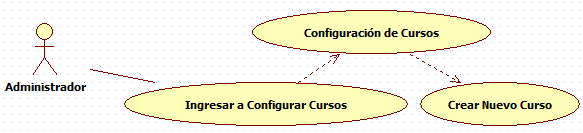 Configuración de Cursos
Administrador
Ingresar a Configurar Cursos
Crear Nuevo Curso